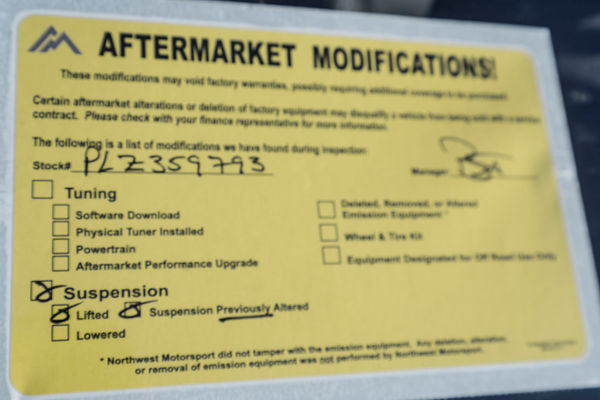 AFTERMARKET MODIFICATIONS!
These modifications may void factory warranties, possibly requiring additional coverage to be purchased!
Certain aftermarket alterations or deletion of factory equipment may disqualify a vehicle from being sold with a service
contract. Please check with your finance representative for more information.
The following is a list of modifications we have found during inspection:
Stock# PLZ359793 Manager
Tuning
Software Download
Physical Tuner Installed
Powertrain
Aftermarket Performance Upgrade
Deleted, Removed, or Altered
Emission Equipment *
Wheel & Tire Kit
Equipment Designated for Off Road Use Only
Suspension
Lifted Suspension Previously Altered
Lowered
* Northwest Motorsport did not tamper with the emission equipment. Any deletion, alteration,
or removal of emission equipment was not performed by Northwest Motorsport.